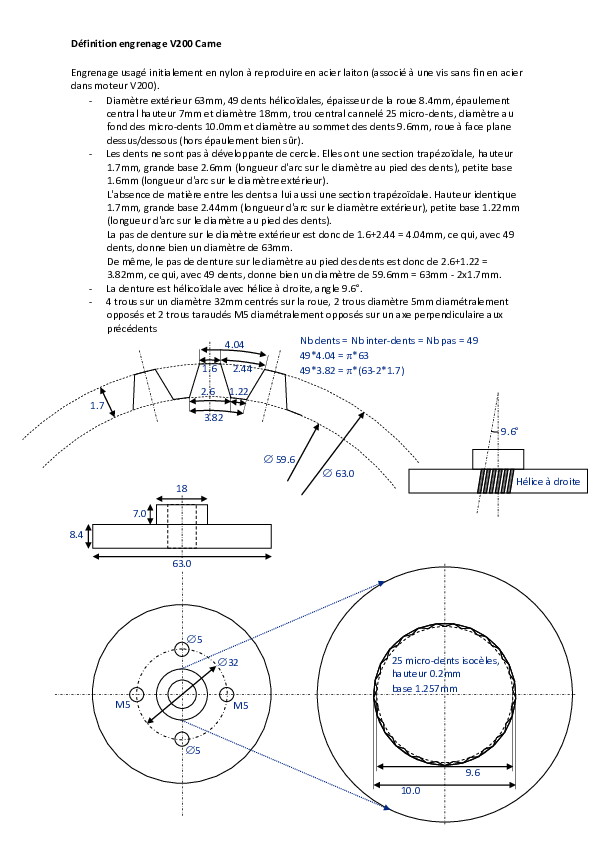 Définition engrenage V200 Came
Engrenage usagé initialement en nylon à reproduire en acier laiton (associé à une vis sans fin en acier
dans moteur V200).
- Diamètre extérieur 63mm, 49 dents hélicoïdales, épaisseur de la roue 8.4mm, épaulement
central hauteur 7mm et diamètre 18mm, trou central cannelé 25 micro-dents, diamètre au
fond des micro-dents 10.0mm et diamètre au sommet des dents 9.6mm, roue à face plane
dessus/dessous (hors épaulement bien sûr).
- Les dents ne sont pas à développante de cercle. Elles ont une section trapézoïdale, hauteur
1.7mm, grande base 2.6mm (longueur d'arc sur le diamètre au pied des dents), petite base
1.6mm (longueur d'arc sur le diamètre extérieur).
L'absence de matière entre les dents a lui aussi une section trapézoïdale. Hauteur identique
1.7mm, grande base 2.44mm (longueur d'arc sur le diamètre extérieur), petite base 1.22mm
(longueur d'arc sur le diamètre au pied des dents).
La pas de denture sur le diamètre extérieur est donc de 1.6+2.44 = 4.04mm, ce qui, avec 49
dents, donne bien un diamètre de 63mm.
De même, le pas de denture sur le diamètre au pied des dents est donc de 2.6+1.22 =
3.82mm, ce qui, avec 49 dents, donne bien un diamètre de 59.6mm = 63mm - 2x1.7mm.
- La denture est hélicoïdale avec hélice à droite, angle 9.6°.
- 4 trous sur un diamètre 32mm centrés sur la roue, 2 trous diamètre 5mm diamétralement
opposés et 2 trous taraudés M5 diamétralement opposés sur un axe perpendiculaire aux
précédents
Nb dents = Nb inter-dents = Nb pas = 49
49*4.04 = π*63
49*3.82 = π*(63-2*1.7)
4.04
1.6 2.44
2.6 1.22
3.82
1.7
∅ 59.6
∅ 63.0
9.6°
Hélice à droite
18
7.0
8.4
63.0
∅5
∅32
M5
M5
∅5
25 micro-dents isocèles,
hauteur 0.2mm
base 1.257mm
9.6
10.0